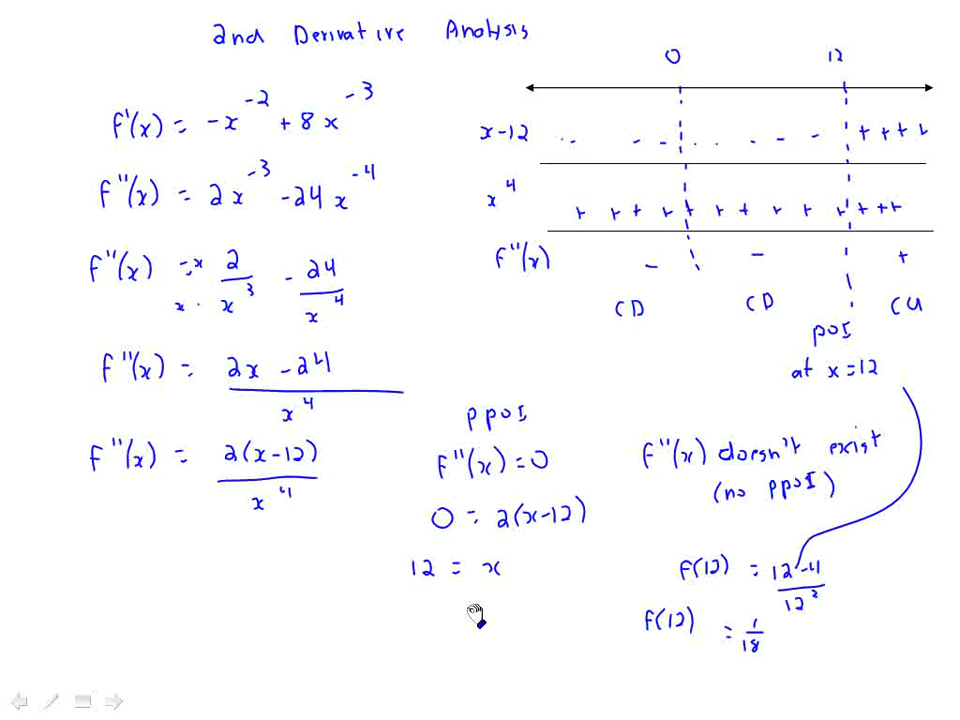 2nd Derivative Analysis
f'(x) = -x^-2 + 8x^-3
f''(x) = 2x^-3 - 24x^-4
f''(x) = x 2/x^3 - 24/x^4
x ·
f''(x) = 2x - 24 / x^4
f''(x) = 2(x-12) / x^4
0 12
x-12 - - - - - - - - + + + +
x^4 + + + + + + + + + + + + +
f''(x) - - +
CD CD CU
POI
at x=12
PPOI
f''(x) = 0
0 = 2(x-12)
12 = x
f''(x) doesn't exist
(no PPOI)
f(12) = 12-4 / 12^2
f(12) = 1/18